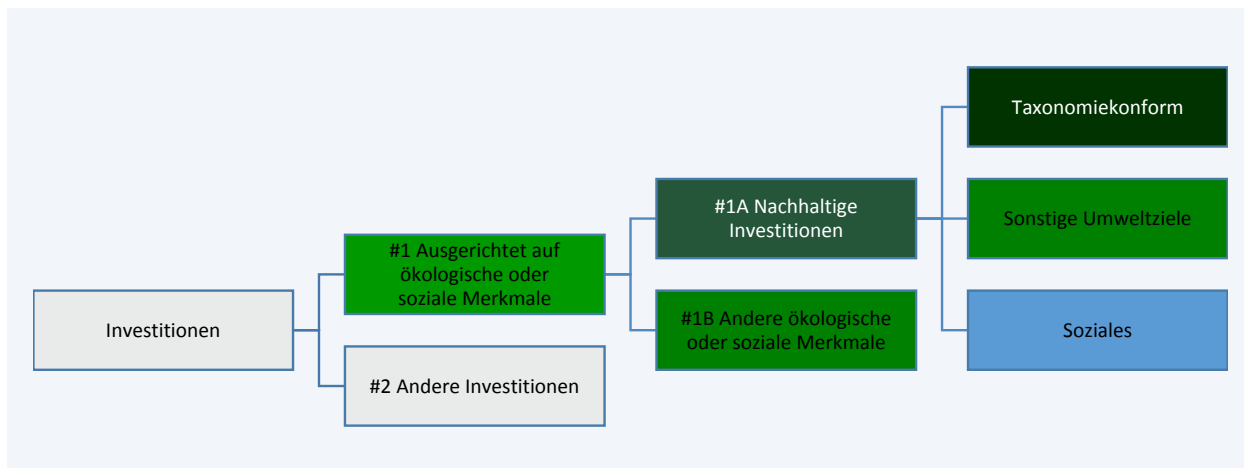 Investitionen
#1 Ausgerichtet auf
ökologische oder
soziale Merkmale
#2 Andere Investitionen
#1A Nachhaltige
Investitionen
#1B Andere ökologische
oder soziale Merkmale
Taxonomiekonform
Sonstige Umweltziele
Soziales